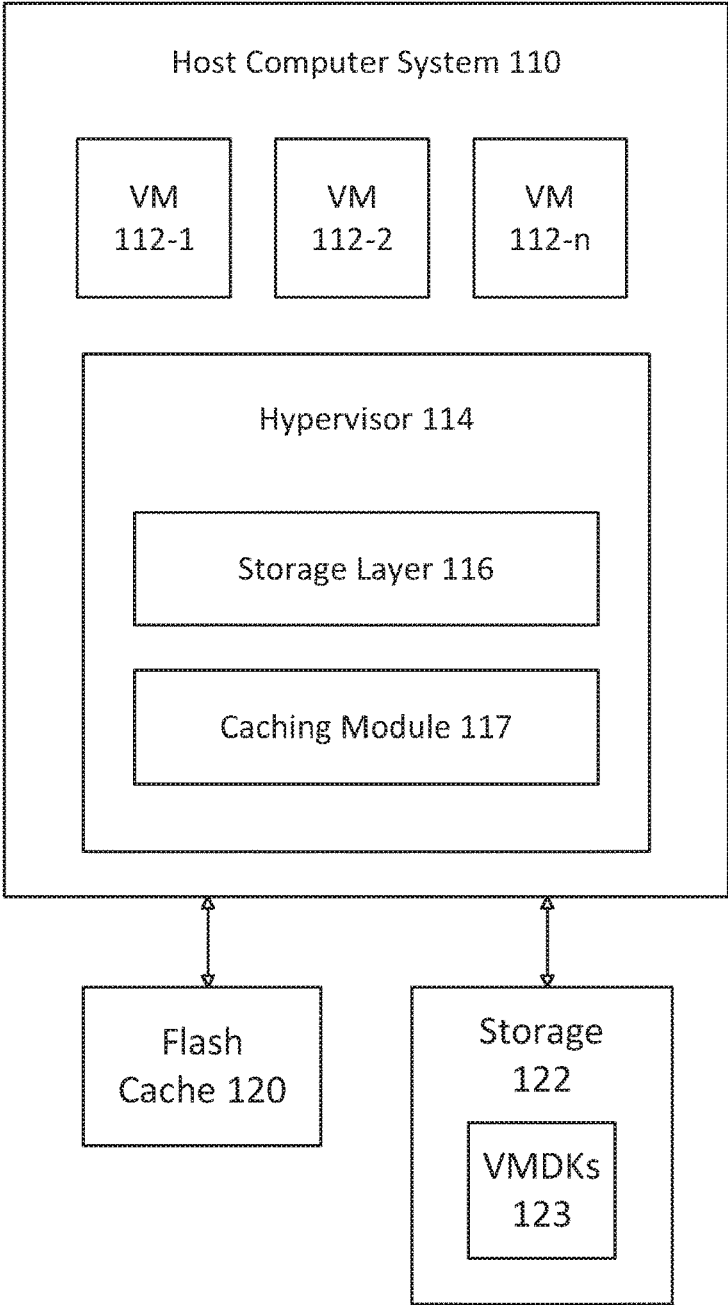 Host Computer System 110
VM
112-1
VM
112-2
VM
112-n
Hypervisor 114
Storage Layer 116
Caching Module 117
Flash
Cache 120
Storage
122
VMDKs
123